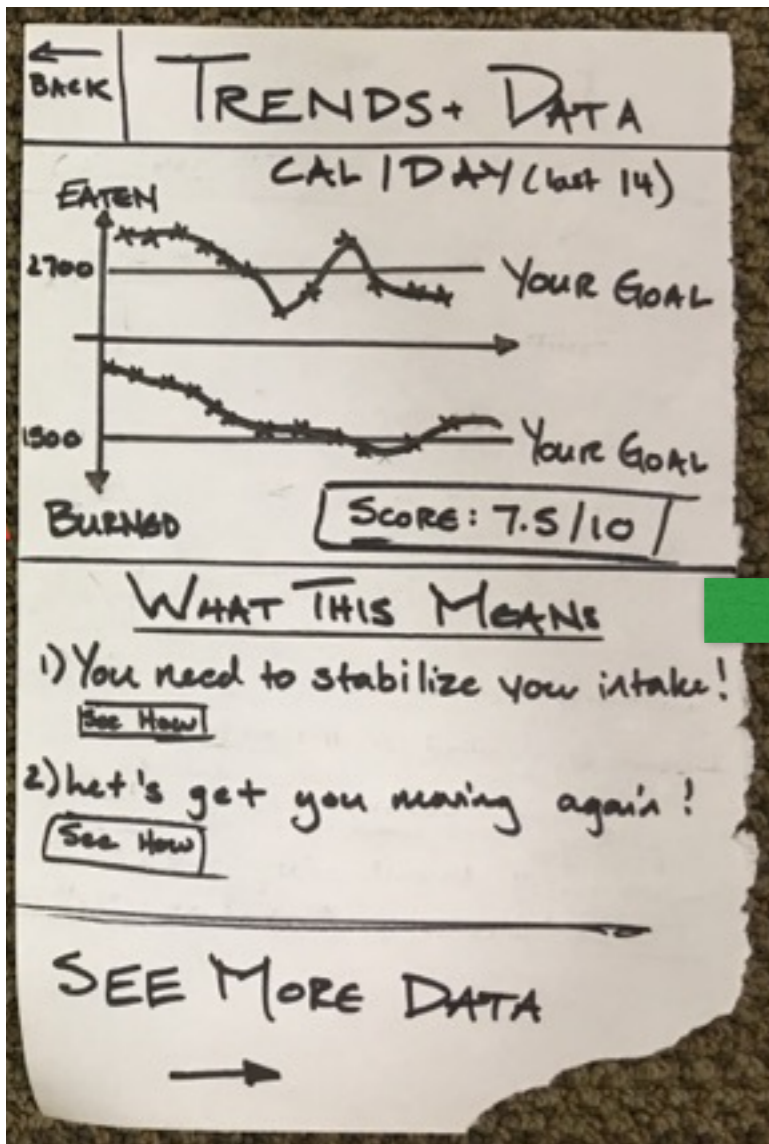 BACK
TRENDS + DATA
CAL / DAY (last 14)
EATEN
2700
YOUR GOAL
1500
YOUR GOAL
BURNED
SCORE: 7.5/10
WHAT THIS MEANS
1) You need to stabilize your intake!
See How
2) Let's get you moving again!
See How
SEE MORE DATA